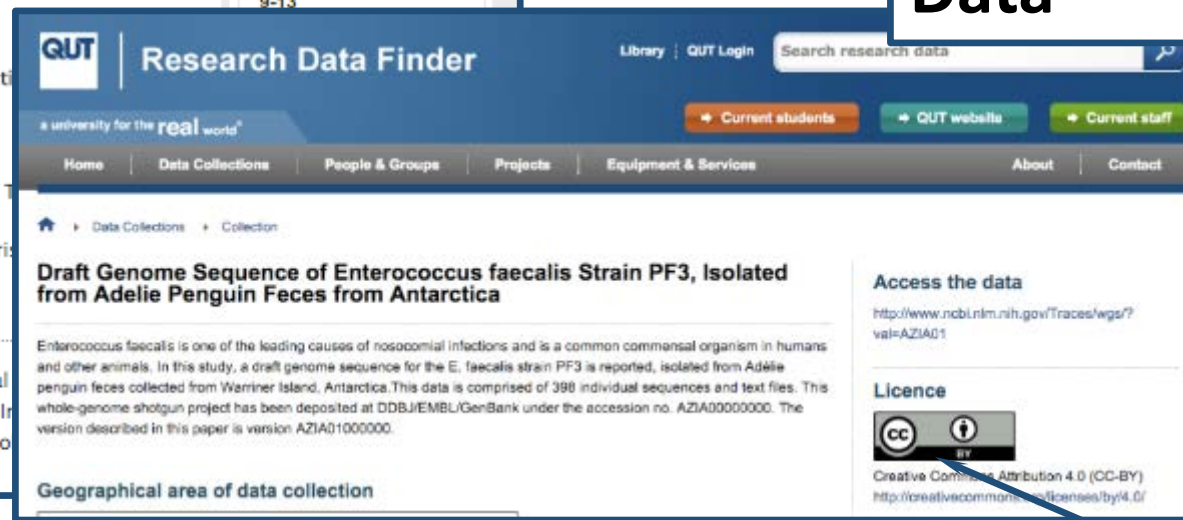 9-13
Data
QUT
Research Data Finder
Library | QUT Login
Search research data
a university for the real world
Current students
QUT website
Current staff
Home
Data Collections
People & Groups
Projects
Equipment & Services
About
Contact
Data Collections
Collection
Draft Genome Sequence of Enterococcus faecalis Strain PF3, Isolated
from Adelie Penguin Feces from Antarctica
Enterococcus faecalis is one of the leading causes of nosocomial infections and is a common commensal organism in humans
and other animals. In this study, a draft genome sequence for the E. faecalis strain PF3 is reported, isolated from Adélie
penguin feces collected from Warriner Island, Antarctica.This data is comprised of 398 individual sequences and text files. This
whole-genome shotgun project has been deposited at DDBJ/EMBL/GenBank under the accession no. AZIA00000000. The
version described in this paper is version AZIA01000000.
Geographical area of data collection
Access the data
http://www.ncbi.nlm.nih.gov/Traces/wgs/?
val=AZIA01
Licence
CC
BY
Creative Commons Attribution 4.0 (CC-BY)
http://creativecommons.org/licenses/by/4.0/